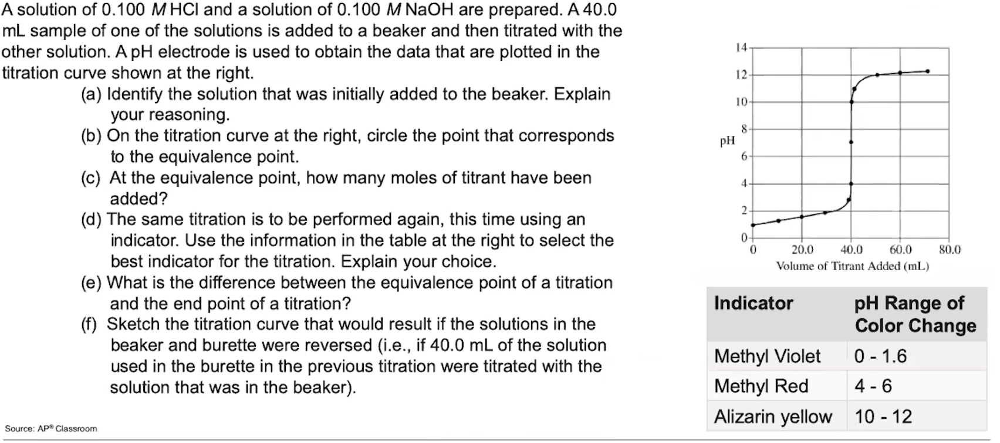 A solution of 0.100 M HCl and a solution of 0.100 M NaOH are prepared. A 40.0
mL sample of one of the solutions is added to a beaker and then titrated with the
other solution. A pH electrode is used to obtain the data that are plotted in the
titration curve shown at the right.
(a) Identify the solution that was initially added to the beaker. Explain
your reasoning.
(b) On the titration curve at the right, circle the point that corresponds
to the equivalence point.
(c) At the equivalence point, how many moles of titrant have been
added?
(d) The same titration is to be performed again, this time using an
indicator. Use the information in the table at the right to select the
best indicator for the titration. Explain your choice.
(e) What is the difference between the equivalence point of a titration
and the end point of a titration?
(f) Sketch the titration curve that would result if the solutions in the
beaker and burette were reversed (i.e., if 40.0 mL of the solution
used in the burette in the previous titration were titrated with the
solution that was in the beaker).
Source: AP® Classroom
14
12
10
8
pH
6
4
2
0
0 20.0 40.0 60.0 80.0
Volume of Titrant Added (mL)
Indicator pH Range of
Color Change
Methyl Violet 0 - 1.6
Methyl Red 4 - 6
Alizarin yellow 10 - 12